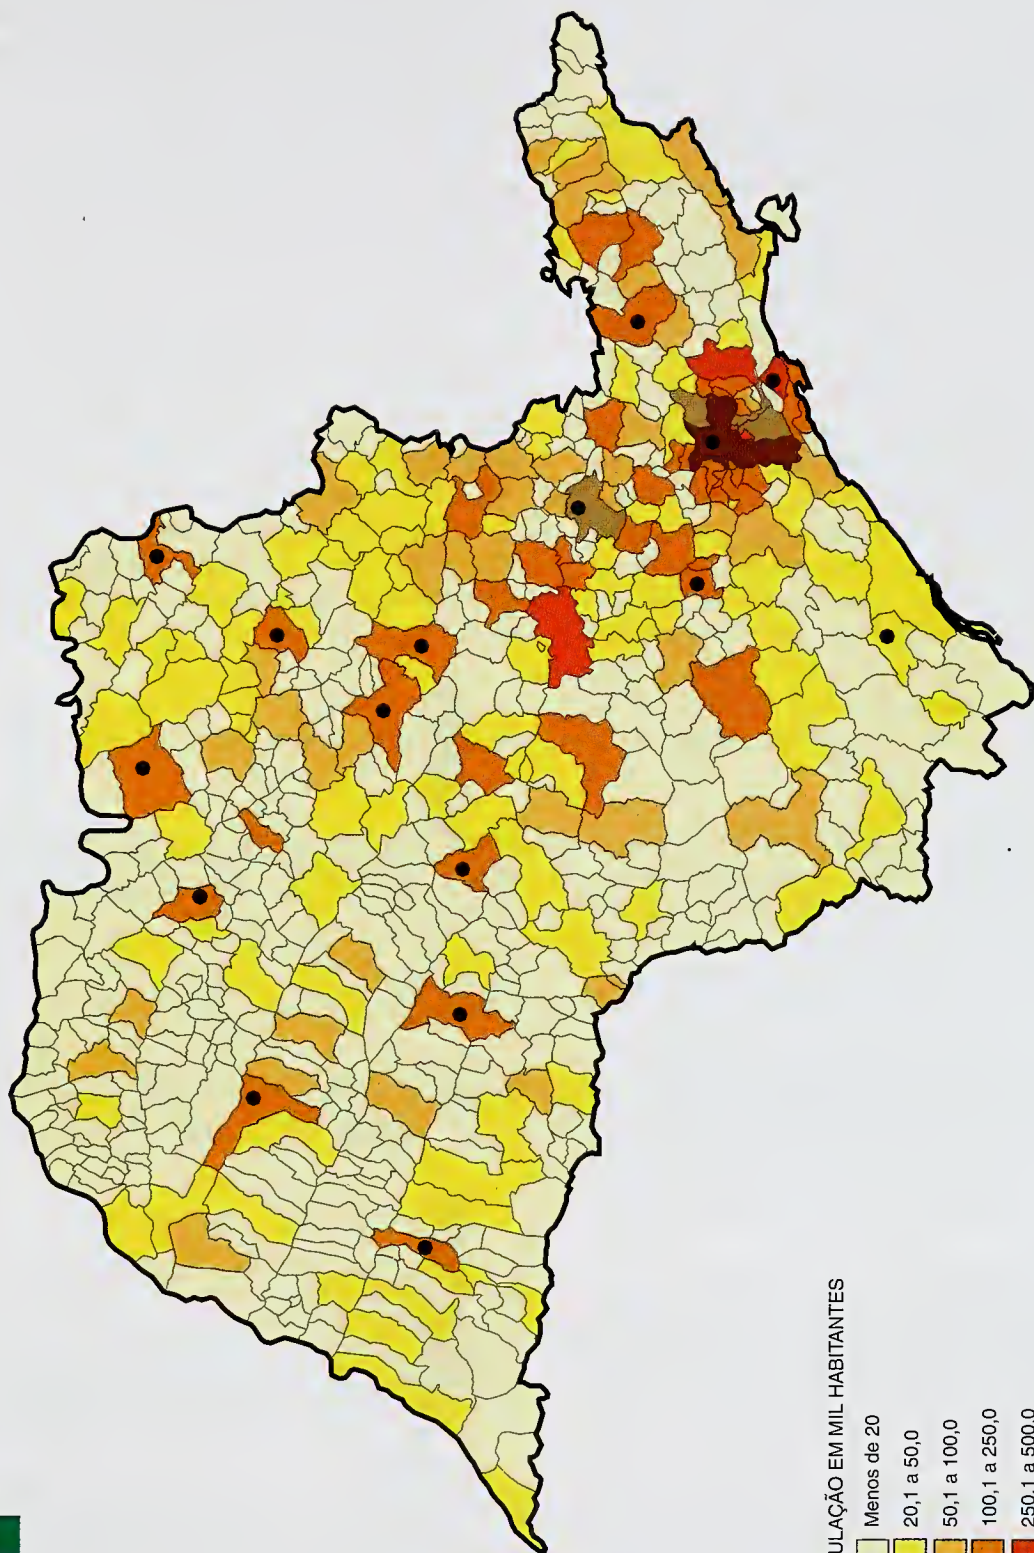 ULAÇÃO EM MIL HABITANTES
Menos de 20
20,1 a 50,0
50,1 a 100,0
100,1 a 250,0
250,1 a 500,0